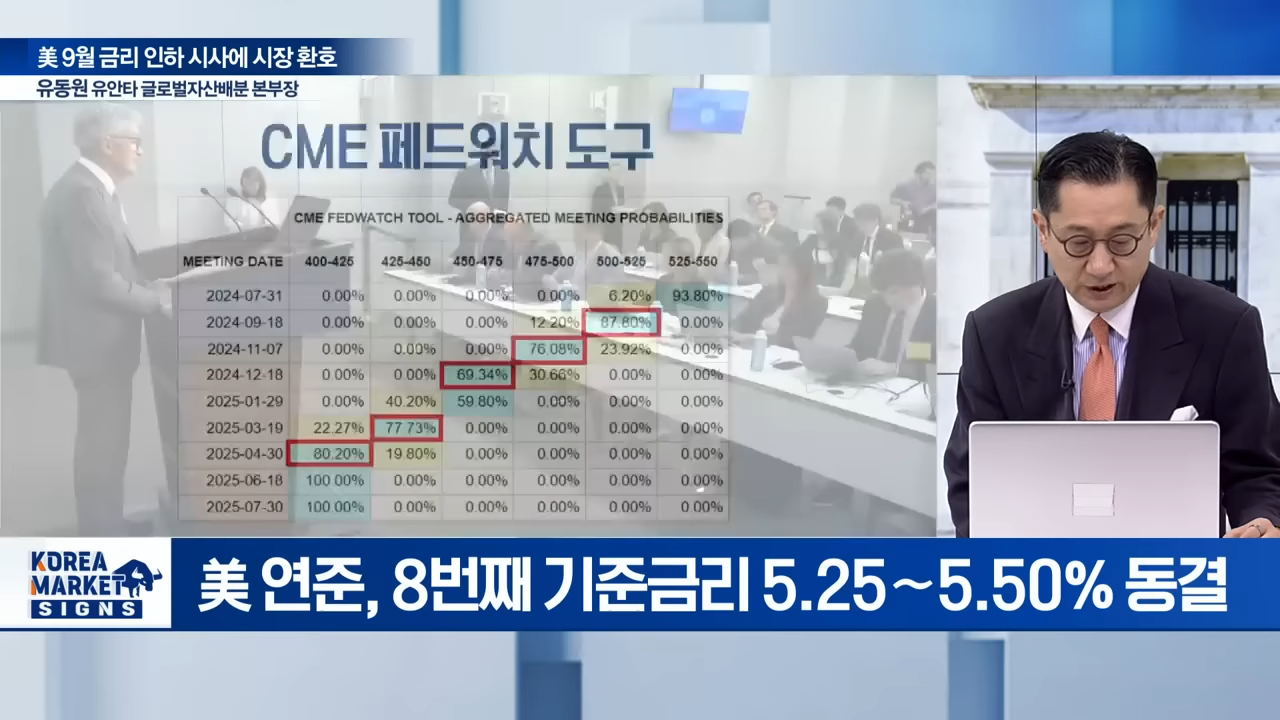 美 9월 금리 인하 시사에 시장 환호
유동원 유안타 글로벌자산배분 본부장
CME 페드워치 도구
CME FEDWATCH TOOL - AGGREGATED MEETING PROBABILITIES
MEETING DATE 400-425 425-450 450-475 475-500 500-525 525-550
2024-07-31 0.00% 0.00% 0.00% 0.00% 6.20% 93.80%
2024-09-18 0.00% 0.00% 0.00% 12.20% 87.80% 0.00%
2024-11-07 0.00% 0.00% 0.00% 76.08% 23.92% 0.00%
2024-12-18 0.00% 0.00% 69.34% 30.66% 0.00% 0.00%
2025-01-29 0.00% 40.20% 59.80% 0.00% 0.00% 0.00%
2025-03-19 22.27% 77.73% 0.00% 0.00% 0.00% 0.00%
2025-04-30 80.20% 19.80% 0.00% 0.00% 0.00% 0.00%
2025-06-18 100.00% 0.00% 0.00% 0.00% 0.00% 0.00%
2025-07-30 100.00% 0.00% 0.00% 0.00% 0.00% 0.00%
KOREA
MARKET
SIGNS
美 연준, 8번째 기준금리 5.25~5.50% 동결